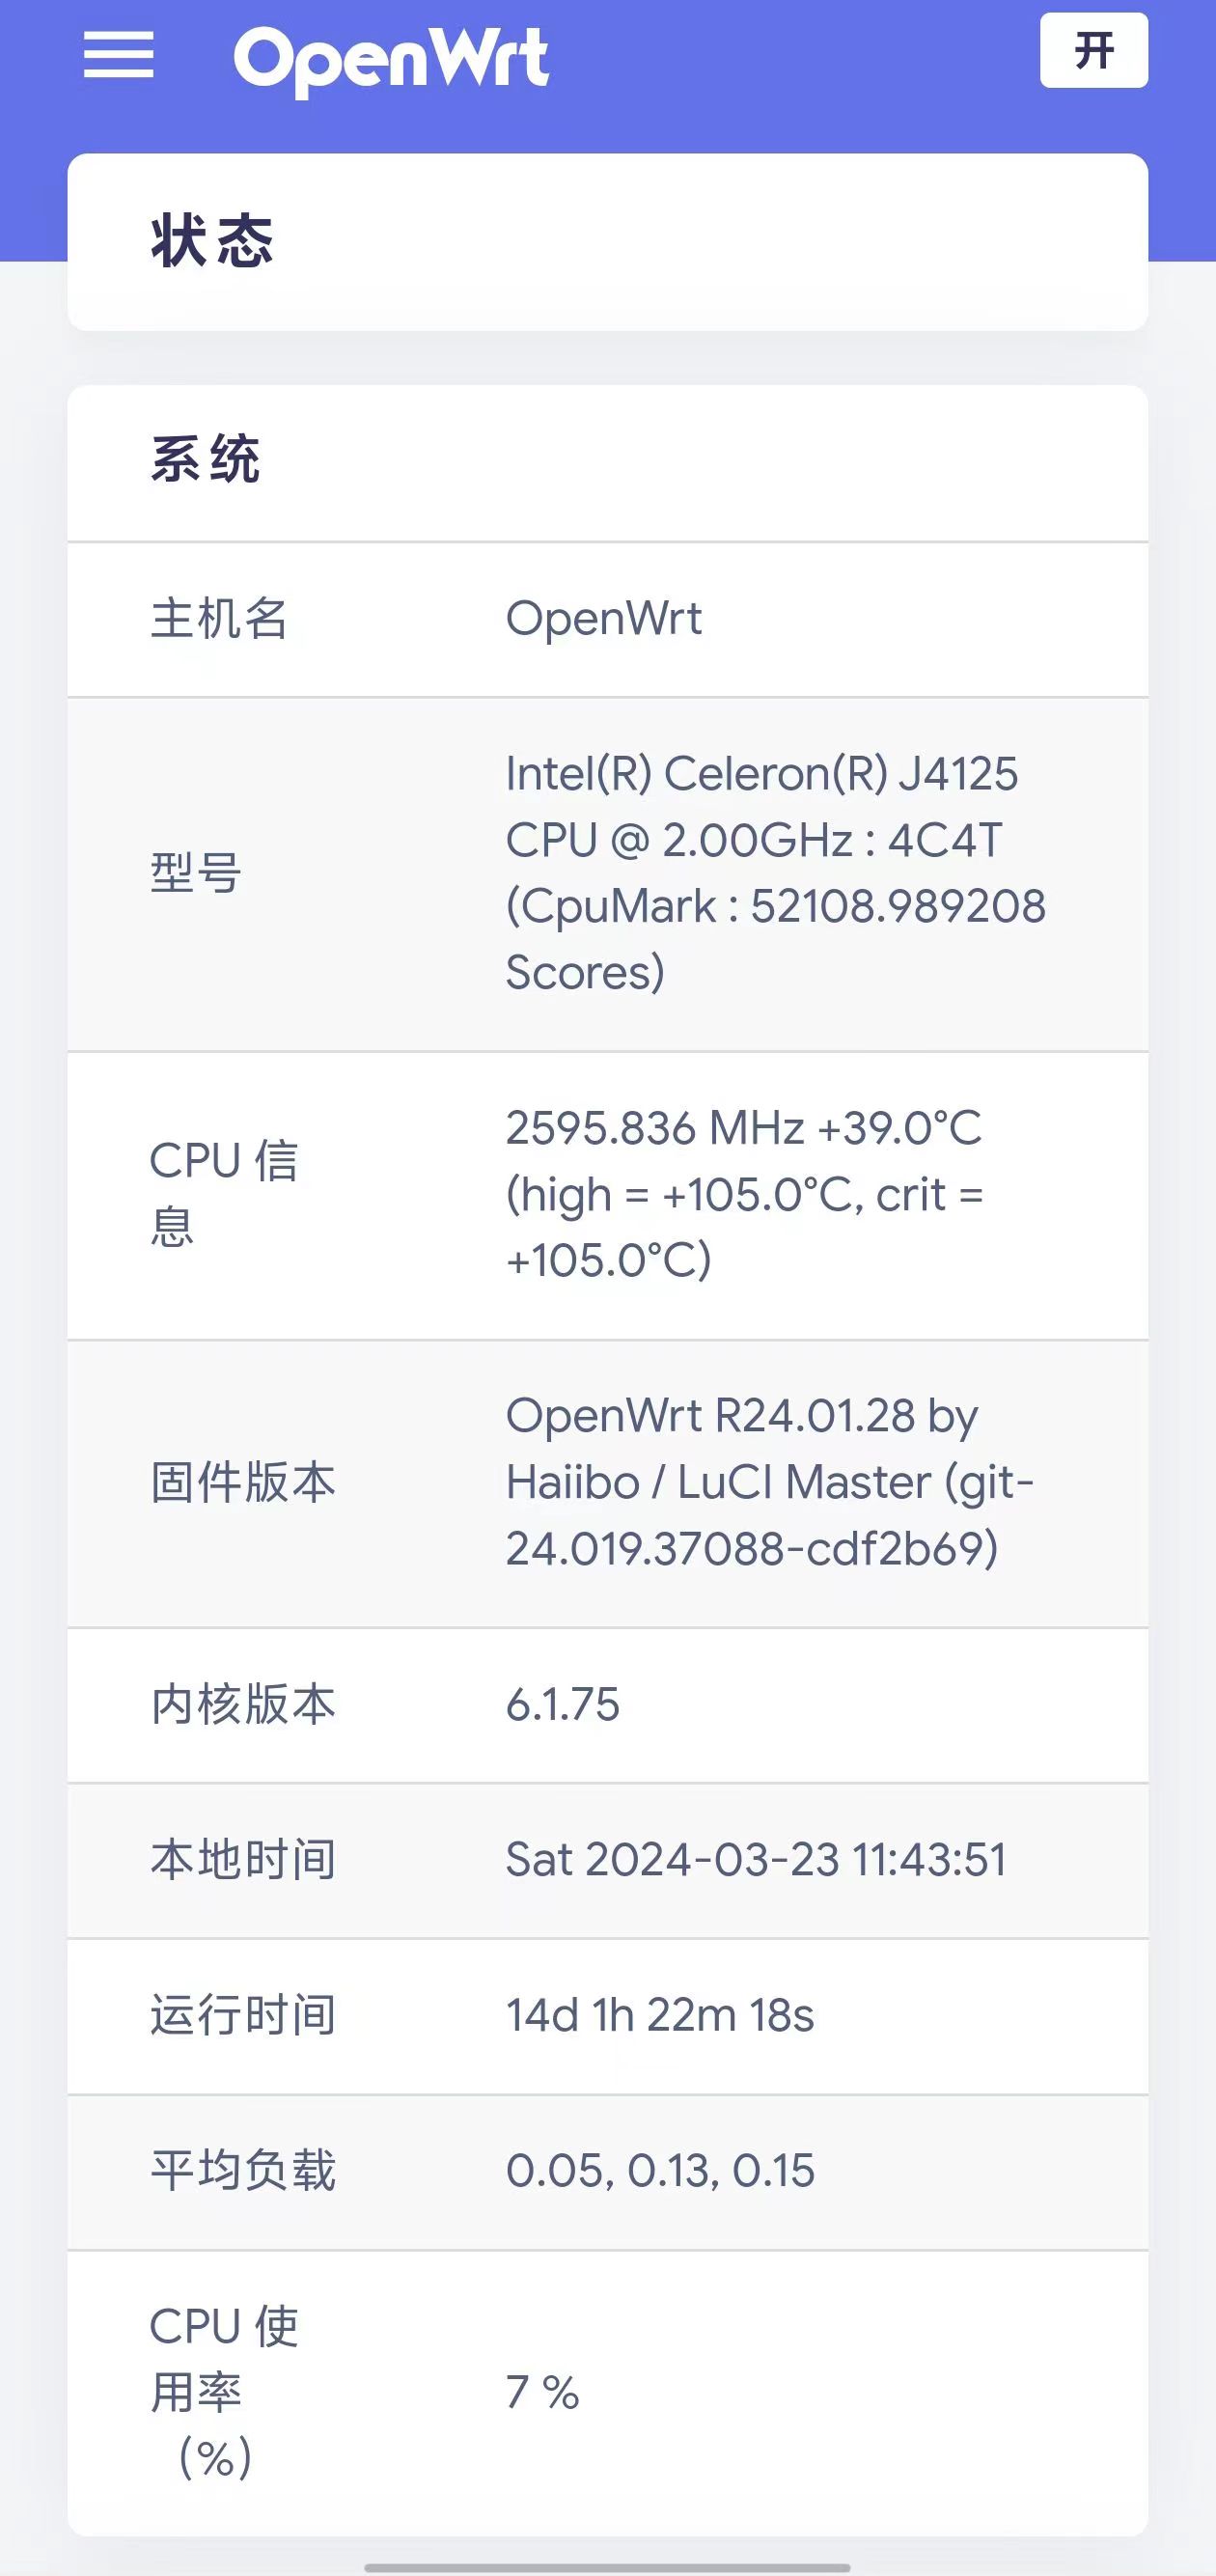 OpenWrt
开
状态
系统
主机名
OpenWrt
型号
Intel(R) Celeron(R) J4125
CPU @ 2.00GHz : 4C4T
(CpuMark : 52108.989208
Scores)
CPU 信
息
2595.836 MHz +39.0°C
(high = +105.0°C, crit =
+105.0°C)
固件版本
OpenWrt R24.01.28 by
Haiibo / LuCI Master (git-
24.019.37088-cdf2b69)
内核版本
6.1.75
本地时间
Sat 2024-03-23 11:43:51
运行时间
14d 1h 22m 18s
平均负载
0.05, 0.13, 0.15
CPU 使
用率
(%)
7 %